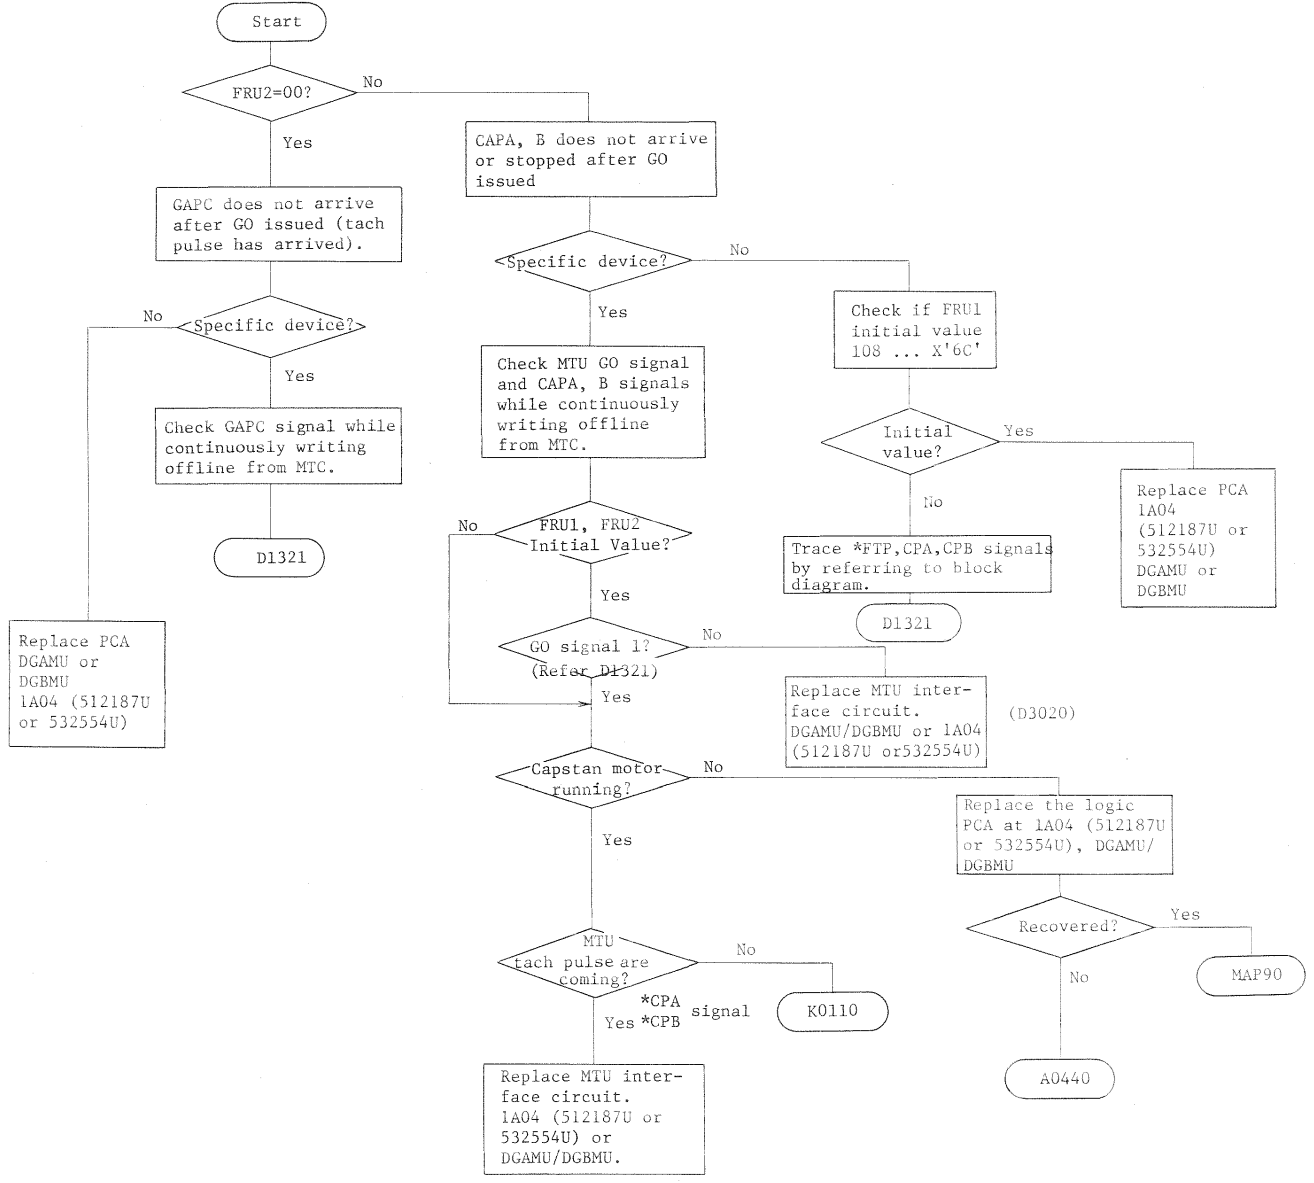 Start
FRU2=00?
No
Yes
CAPA, B does not arrive
or stopped after GO
issued
GAPC does not arrive
after GO issued (tach
pulse has arrived).
Specific device?
No
Yes
Check GAPC signal while
continuously writing
offline from MTC.
D1321
Replace PCA
DGAMU or
DGBMU
1A04 (512187U
or 532554U)
Specific device?
No
Yes
Check if FRU1
initial value
108 ... X'6C'
Initial
value?
Yes
No
Replace PCA
1A04
(512187U or
532554U)
DGAMU or
DGBMU
Trace *FTP,CPA,CPB signals
by referring to block
diagram.
D1321
Check MTU GO signal
and CAPA, B signals
while continuously
writing offline
from MTC.
FRU1, FRU2
Initial Value?
No
Yes
GO signal 1?
(Refer D1321)
No
Yes
Replace MTU inter-
face circuit.
DGAMU/DGBMU or 1A04
(512187U or532554U)
(D3020)
Capstan motor
running?
No
Yes
Replace the logic
PCA at 1A04 (512187U
or 532554U), DGAMU/
DGBMU
Recovered?
Yes
No
MAP90
A0440
MTU
tach pulse are
coming?
No
K0110
Yes
*CPA
*CPB
signal
Replace MTU inter-
face circuit.
1A04 (512187U or
532554U) or
DGAMU/DGBMU.